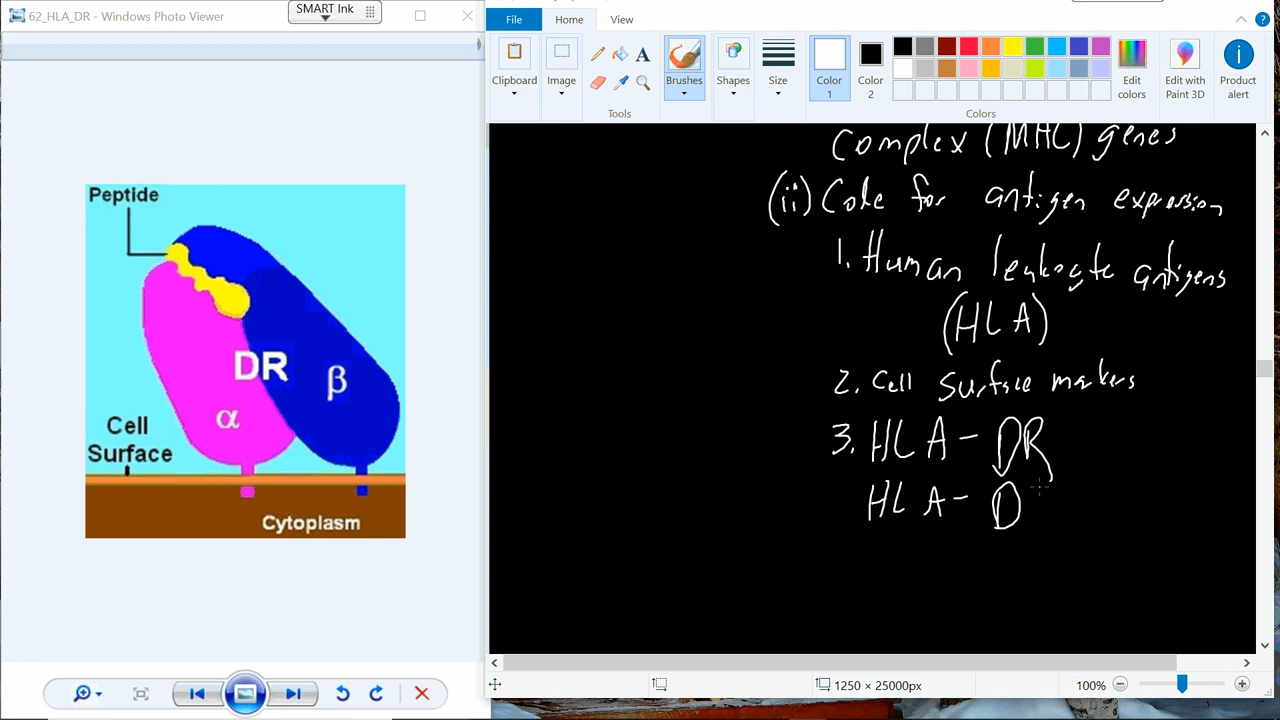 62_HLA_DR - Windows Photo Viewer
SMART Ink
File Home View
Clipboard
Image
Tools
Brushes
Shapes
Size
Color 1
Color 2
Colors
Edit colors
Edit with Paint 3D
Product alert
Peptide
DR
α
β
Cell
Surface
Cytoplasm
Complex (MHC) genes
(ii) Code for antigen expression
1. Human leukocyte antigens
(HLA)
2. Cell surface markers
3. HLA - DR
HLA - D
1250 × 25000px
100%